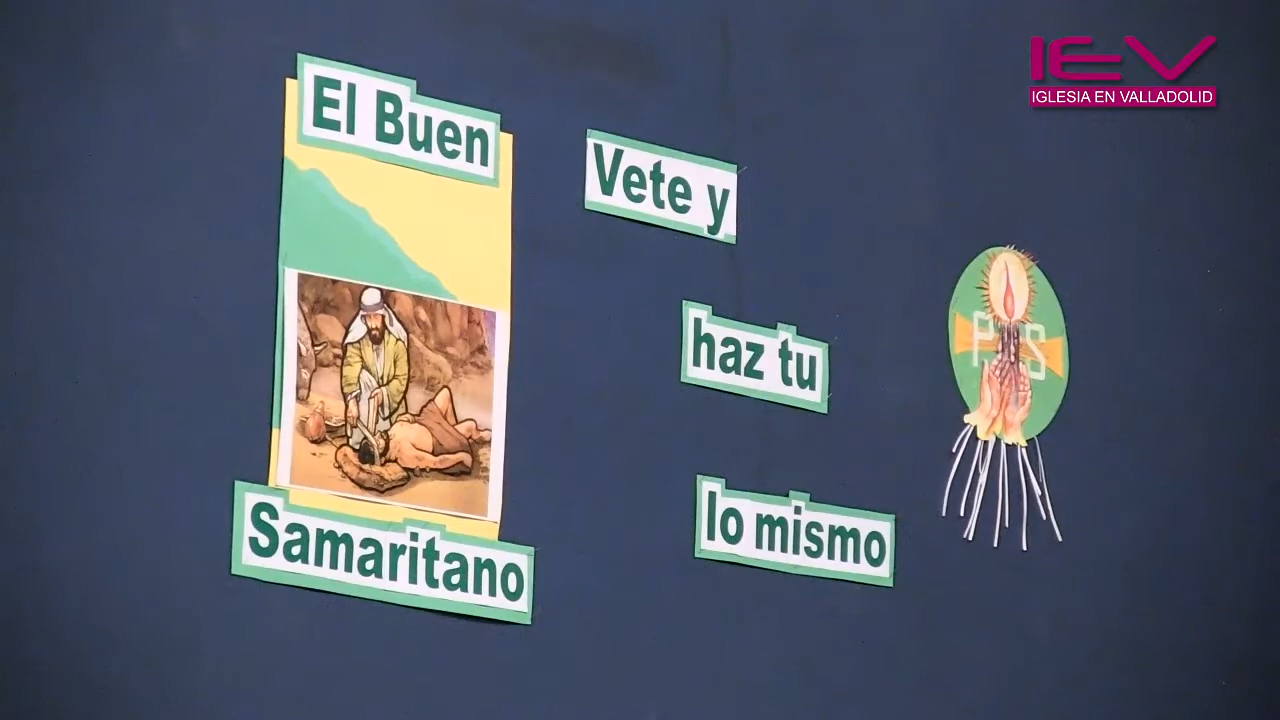 El Buen
Samaritano
Vete y
haz tu
lo mismo
P S
IEV
IGLESIA EN VALLADOLID